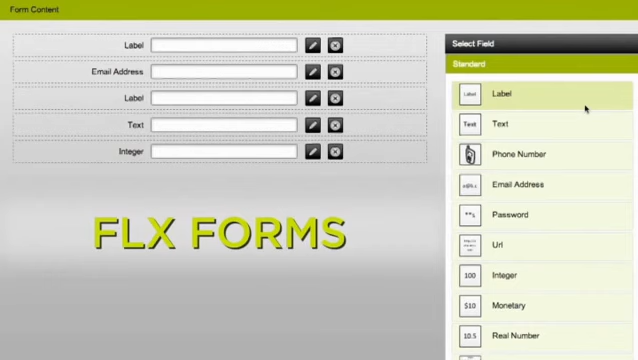 Form Content
Label
Email Address
Label
Text
Integer
FLX FORMS
Select Field
Standard
Label Label
Text Text
Phone Number
Email Address
Password
Url
100 Integer
$10 Monetary
10.5 Real Number